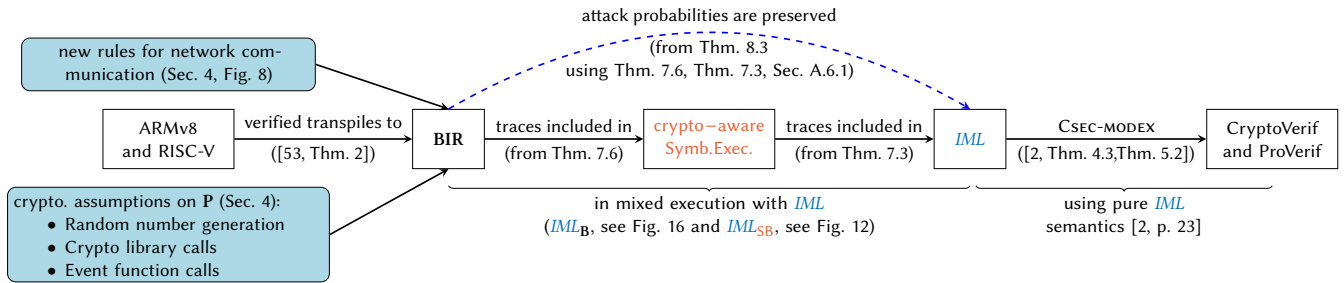 attack probabilities are preserved
(from Thm. 8.3
using Thm. 7.6, Thm. 7.3, Sec. A.6.1)
new rules for network com-
munication (Sec. 4, Fig. 8)
ARMv8
and RISC-V
verified transpiles to
([53, Thm. 2])
BIR
traces included in
(from Thm. 7.6)
crypto−aware
Symb.Exec.
traces included in
(from Thm. 7.3)
IML
Csec-modex
([2, Thm. 4.3,Thm. 5.2])
CryptoVerif
and ProVerif
crypto. assumptions on P (Sec. 4):
• Random number generation
• Crypto library calls
• Event function calls
in mixed execution with IML
(IML_B, see Fig. 16 and IML_SB, see Fig. 12)
using pure IML
semantics [2, p. 23]